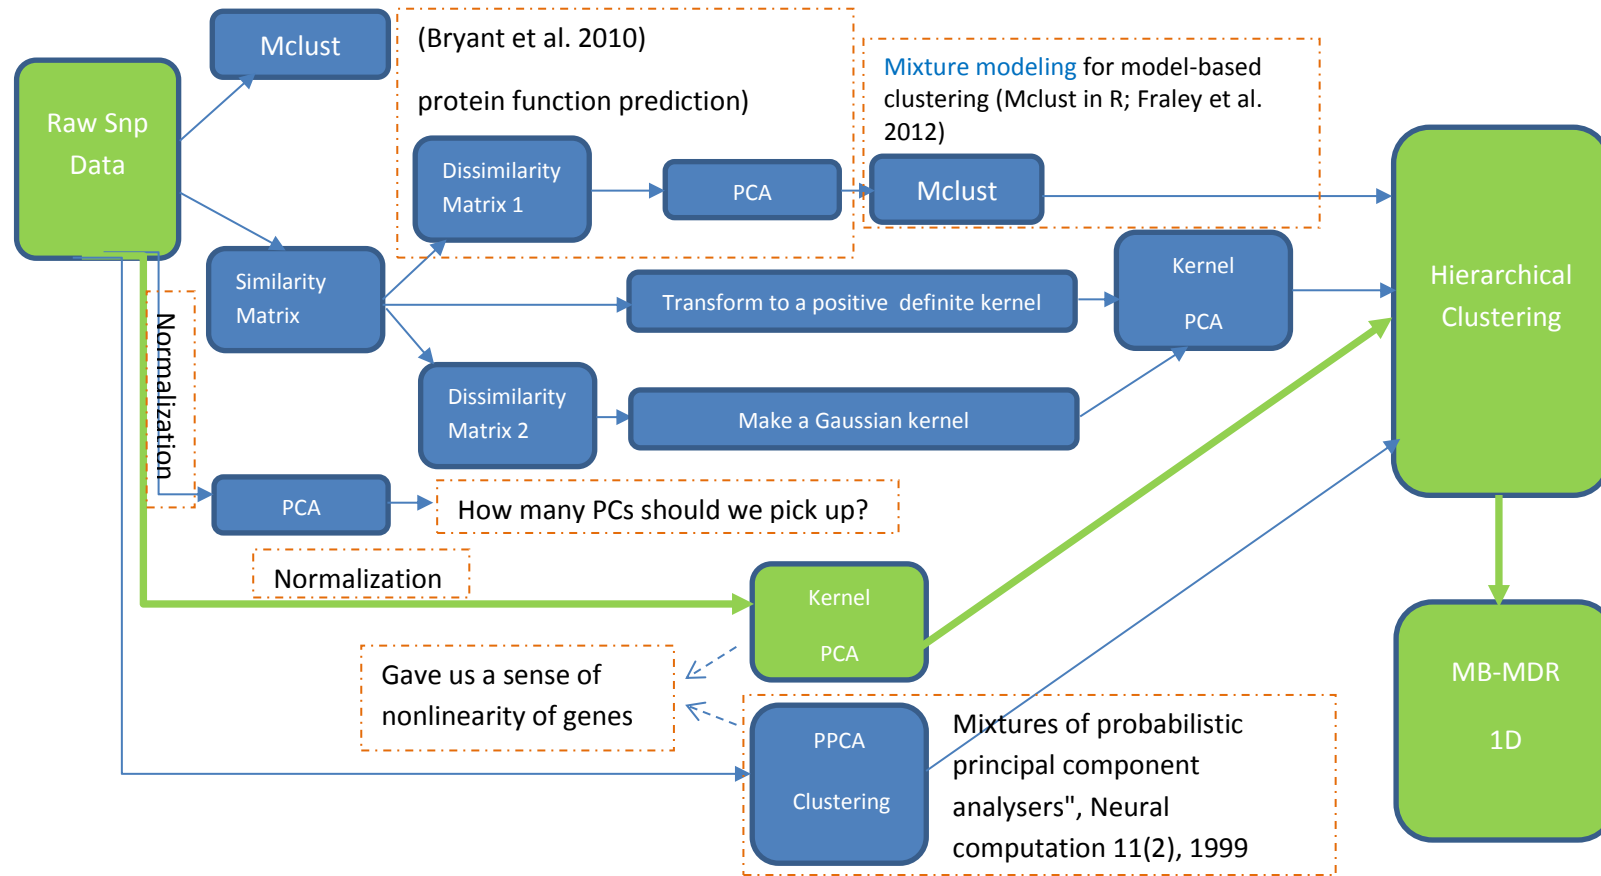 Mclust
(Bryant et al. 2010)
protein function prediction)
Mixture modeling for model-based
clustering (Mclust in R; Fraley et al.
2012)
Raw Snp
Data
Dissimilarity
Matrix 1
PCA
Mclust
Similarity
Matrix
Transform to a positive definite kernel
Kernel
PCA
Hierarchical
Clustering
Normalization
Dissimilarity
Matrix 2
Make a Gaussian kernel
PCA
How many PCs should we pick up?
Normalization
Kernel
PCA
Gave us a sense of
nonlinearity of genes
MB-MDR
1D
PPCA
Clustering
Mixtures of probabilistic
principal component
analysers", Neural
computation 11(2), 1999